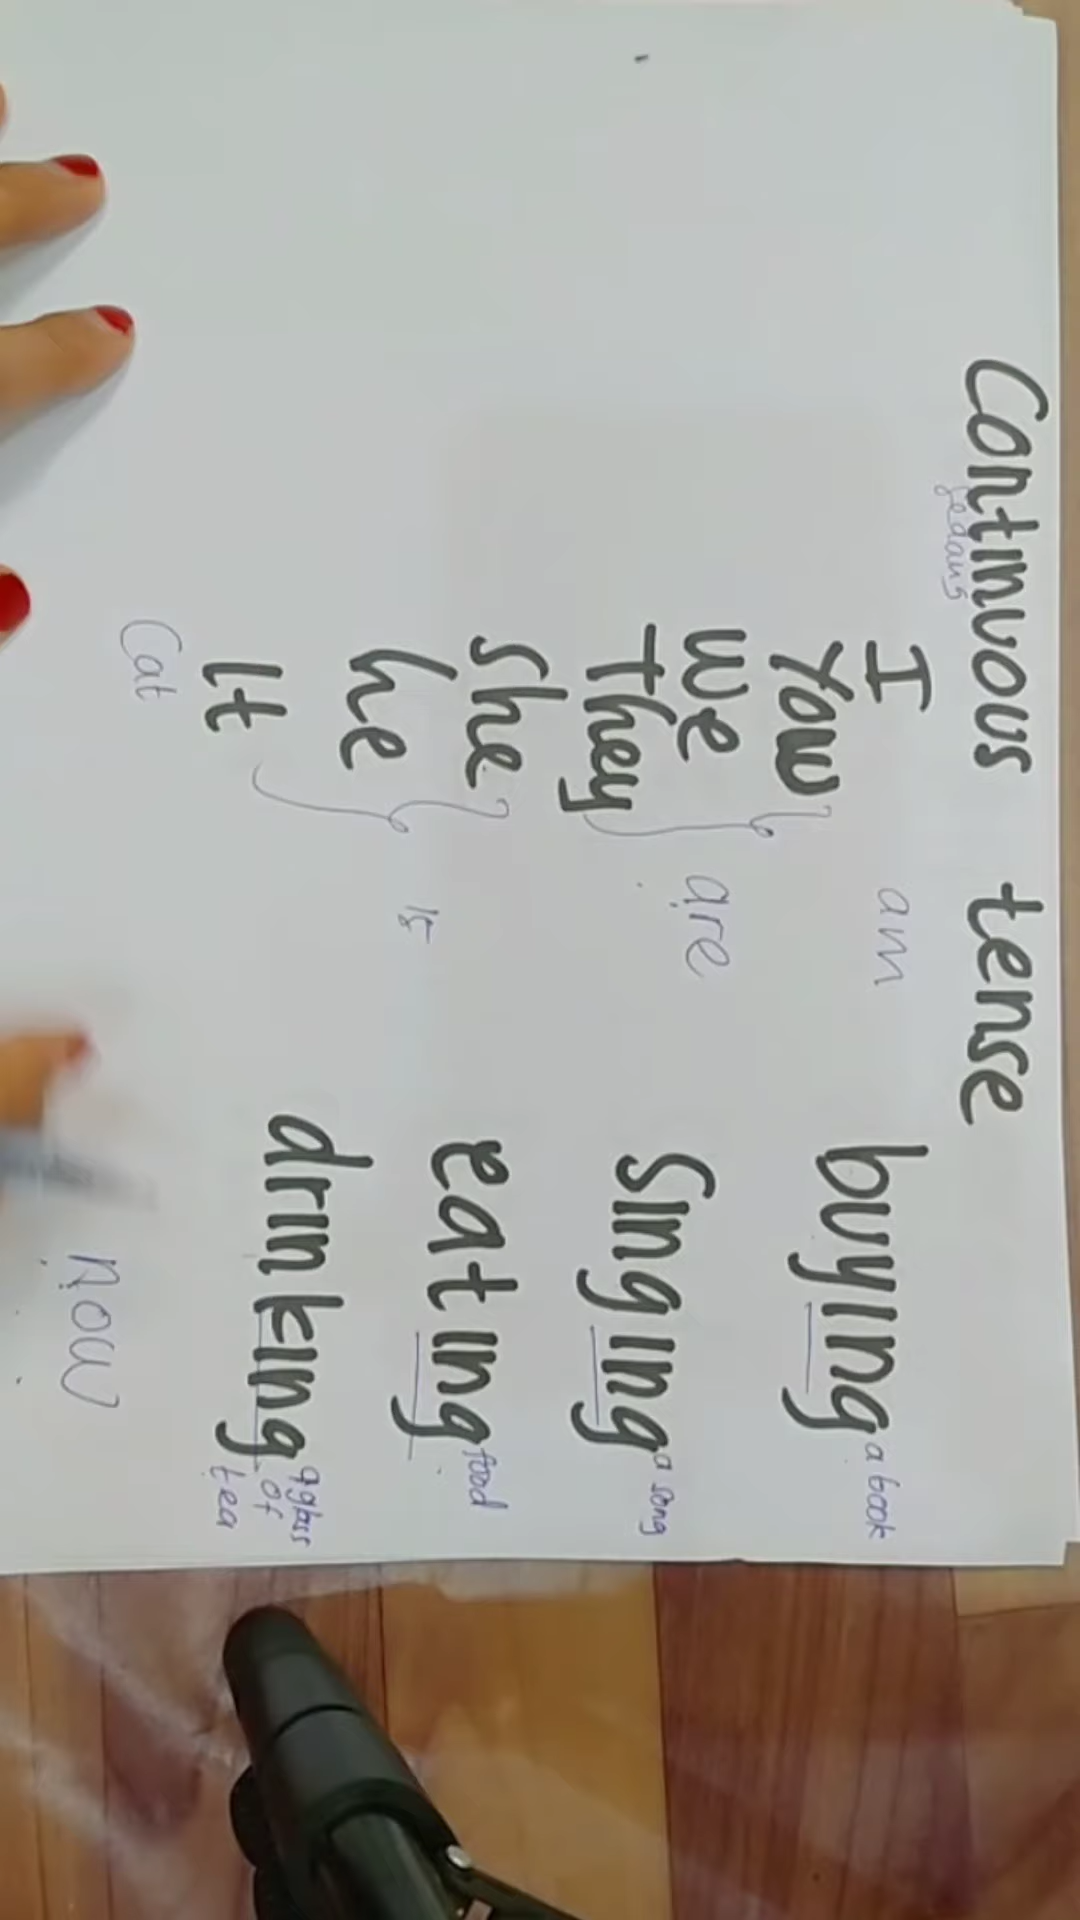 Continuous tense
sedang
I am
You
we are
They
she
he is
It
Cat
buying a book
Singing a song
eating food
drinking a glass of tea
now